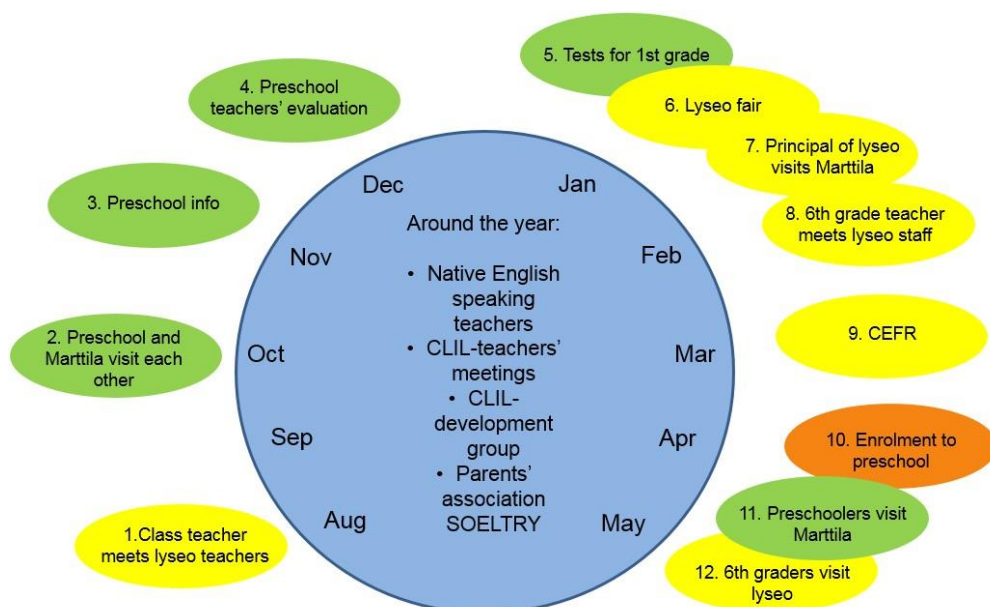 5. Tests for 1st grade
4. Preschool
teachers' evaluation
6. Lyseo fair
7. Principal of lyseo
visits Marttila
3. Preschool info
8. 6th grade teacher
meets lyseo staff
2. Preschool and
Marttila visit each
other
9. CEFR
10. Enrolment to
preschool
11. Preschoolers visit
Marttila
1.Class teacher
meets lyseo teachers
12. 6th graders visit
lyseo
Dec
Jan
Nov
Feb
Oct
Mar
Sep
Apr
Aug
May
Around the year:
• Native English
speaking
teachers
• CLIL-teachers'
meetings
• CLIL-
development
group
• Parents'
association
SOELTRY